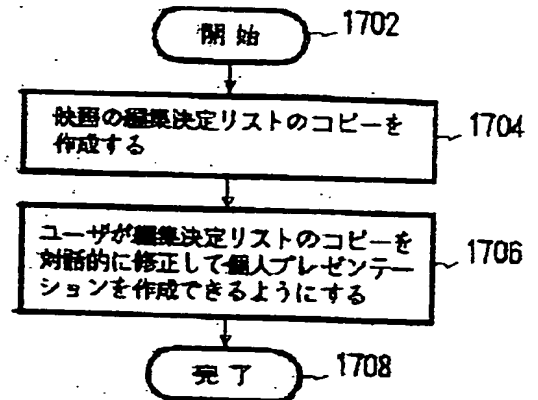 開始
1702
映画の編集決定リストのコピーを
作成する
1704
ユーザが編集決定リストのコピーを
対話的に修正して個人プレゼンテー
ションを作成できるようにする
1706
完了
1708